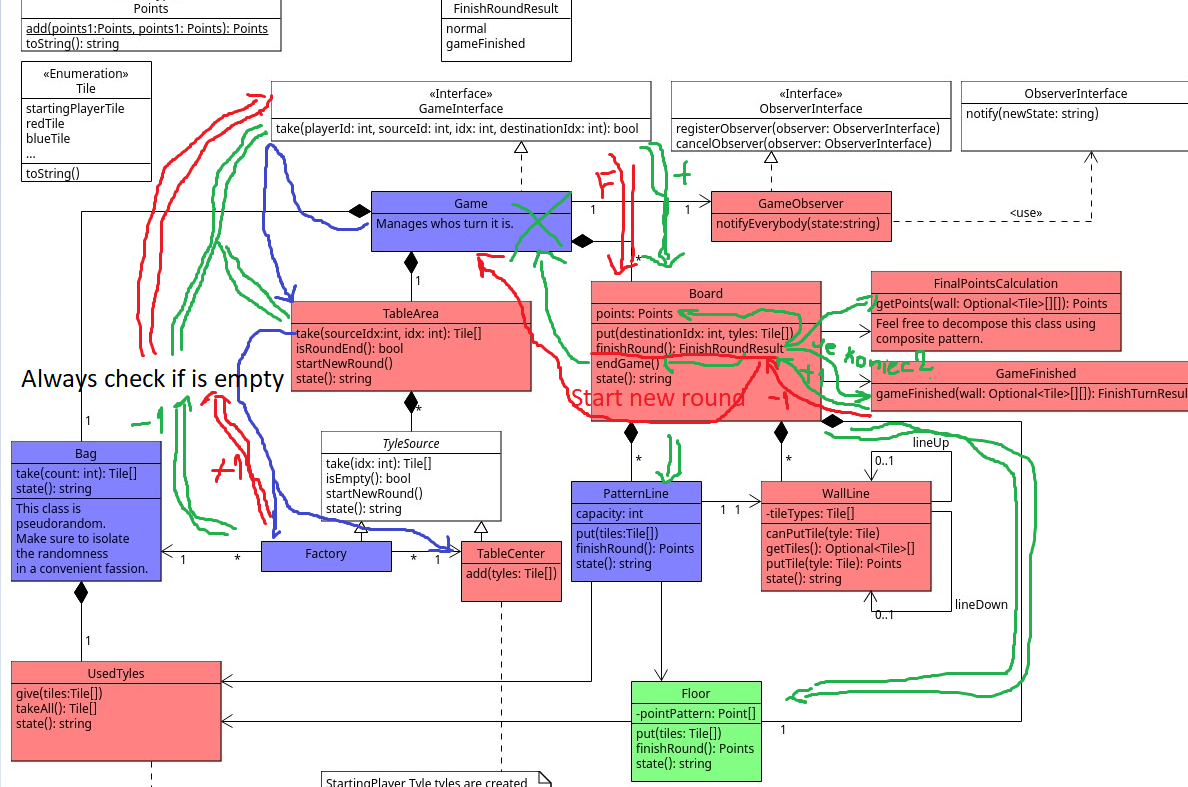 Points
add(points1:Points, points1: Points): Points
toString(): string
FinishRoundResult
normal
gameFinished
«Enumeration»
Tile
startingPlayerTile
redTile
blueTile
...
toString()
«Interface»
GameInterface
take(playerId: int, sourceId: int, idx: int, destinationIdx: int): bool
«Interface»
ObserverInterface
registerObserver(observer: ObserverInterface)
cancelObserver(observer: ObserverInterface)
ObserverInterface
notify(newState: string)
Game
Manages whos turn it is.
1
1
F
+
GameObserver
notifyEverybody(state:string)
<use»
1
*
TableArea
take(sourceIdx:int, idx: int): Tile[]
isRoundEnd(): bool
startNewRound()
state(): string
Board
points: Points
put(destinationIdx: int, tyles: Tile[])
finishRound(): FinishRoundResult
endGame()
state(): string
FinalPointsCalculation
getPoints(wall: Optional<Tile>[][]): Points
Feel free to decompose this class using
composite pattern.
GameFinished
gameFinished(wall: Optional<Tile>[][]): FinishTurnResul
koniec?
+1
-1
Always check if is empty
Start new round
-1
+1
1
*
Bag
take(count: int): Tile[]
state(): string
This class is
pseudorandom.
Make sure to isolate
the randomness
in a convenient fassion.
TyleSource
take(idx: int): Tile[]
isEmpty(): bool
startNewRound()
state(): string
*
*
Factory
1
*
*
1
TableCenter
add(tyles: Tile[])
PatternLine
capacity: int
put(tiles:Tile[])
finishRound(): Points
state(): string
1
1
WallLine
-tileTypes: Tile[]
canPutTile(tyle: Tile)
getTiles(): Optional<Tile>[]
putTile(tyle: Tile): Points
state(): string
lineUp
0..1
lineDown
0..1
1
UsedTyles
give(tiles:Tile[])
takeAll(): Tile[]
state(): string
Floor
-pointPattern: Point[]
put(tiles: Tile[])
finishRound(): Points
state(): string
1
StartingPlayer Tyle tyles are created